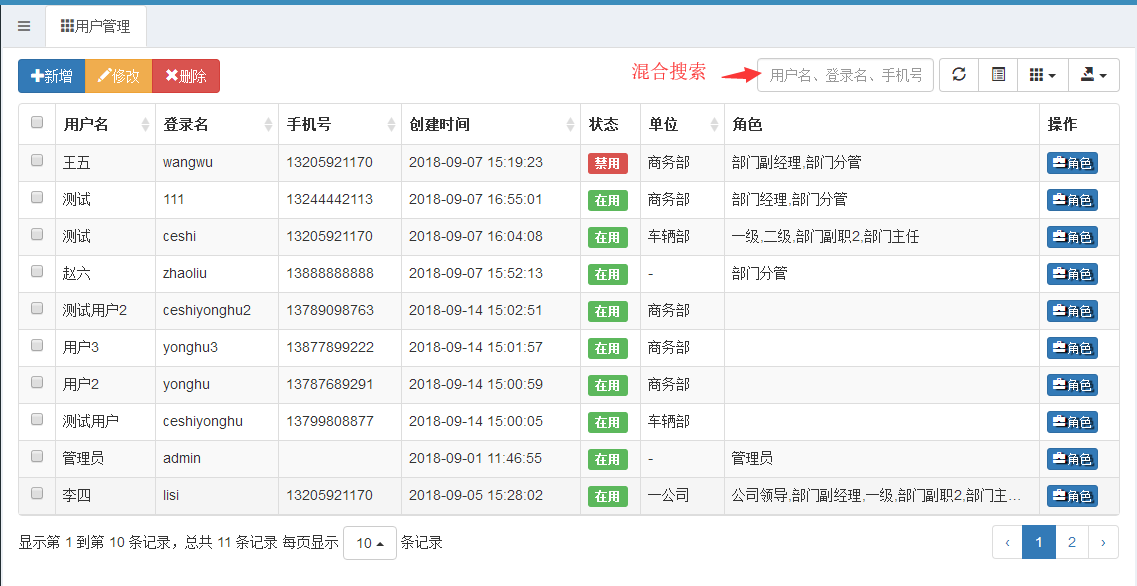 用户管理
新增 修改 删除 混合搜索 用户名、登录名、手机号
用户名 登录名 手机号 创建时间 状态 单位 角色 操作
王五 wangwu 13205921170 2018-09-07 15:19:23 禁用 商务部 部门副经理,部门分管 角色
测试 111 13244442113 2018-09-07 16:55:01 在用 商务部 部门经理,部门分管 角色
测试 ceshi 13205921170 2018-09-07 16:04:08 在用 车辆部 一级,二级,部门副职2,部门主任 角色
赵六 zhaoliu 13888888888 2018-09-07 15:52:13 在用 - 部门分管 角色
测试用户2 ceshiyonghu2 13789098763 2018-09-14 15:02:51 在用 商务部 角色
用户3 yonghu3 13877899222 2018-09-14 15:01:57 在用 商务部 角色
用户2 yonghu 13787689291 2018-09-14 15:00:59 在用 商务部 角色
测试用户 ceshiyonghu 13799808877 2018-09-14 15:00:05 在用 车辆部 角色
管理员 admin 2018-09-01 11:46:55 在用 - 管理员 角色
李四 lisi 13205921170 2018-09-05 15:28:02 在用 一公司 公司领导,部门副经理,一级,部门副职2,部门主... 角色
显示第 1 到第 10 条记录，总共 11 条记录 每页显示 10 条记录 ‹ 1 2 ›